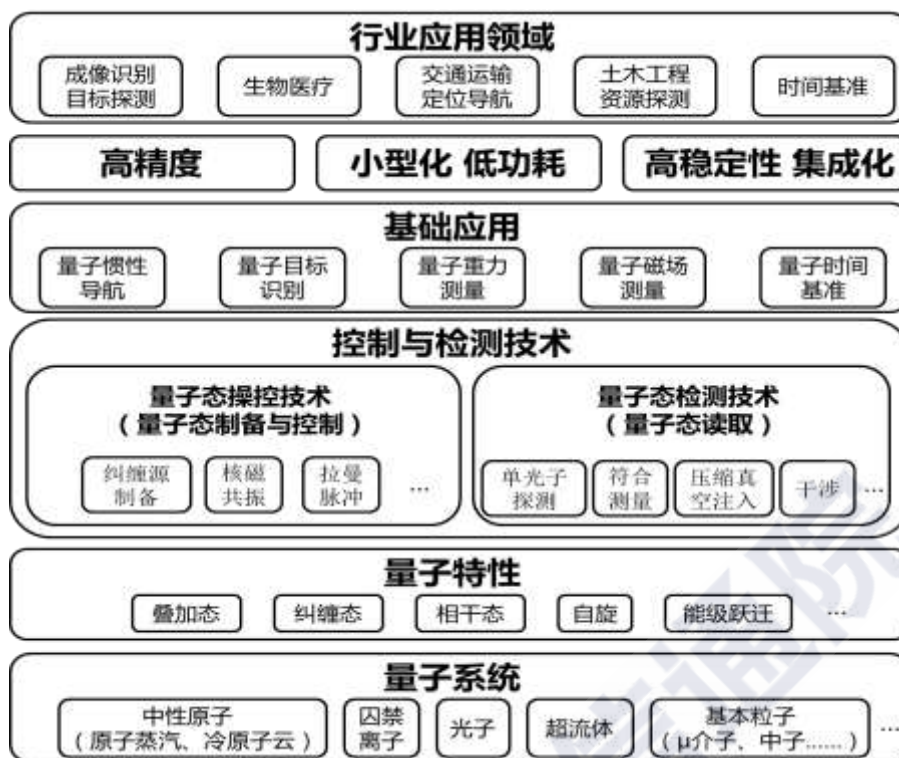 行业应用领域
成像识别 生物医疗 交通运输 土木工程 时间基准
目标探测 定位导航 资源探测
高精度 小型化 低功耗 高稳定性 集成化
基础应用
量子惯性 量子目标 量子重力 量子磁场 量子时间
导航 识别 测量 测量 基准
控制与检测技术
量子态操控技术 量子态检测技术
(量子态制备与控制) (量子态读取)
纠缠源 核磁 拉曼 ... 单光子 符合 压缩真 干涉 ...
制备 共振 脉冲 探测 测量 空注入
量子特性
叠加态 纠缠态 相干态 自旋 能级跃迁 ...
量子系统
中性原子 囚禁 光子 超流体 基本粒子 ...
(原子蒸汽、冷原子云) 离子 (μ介子、中子......)
信通院